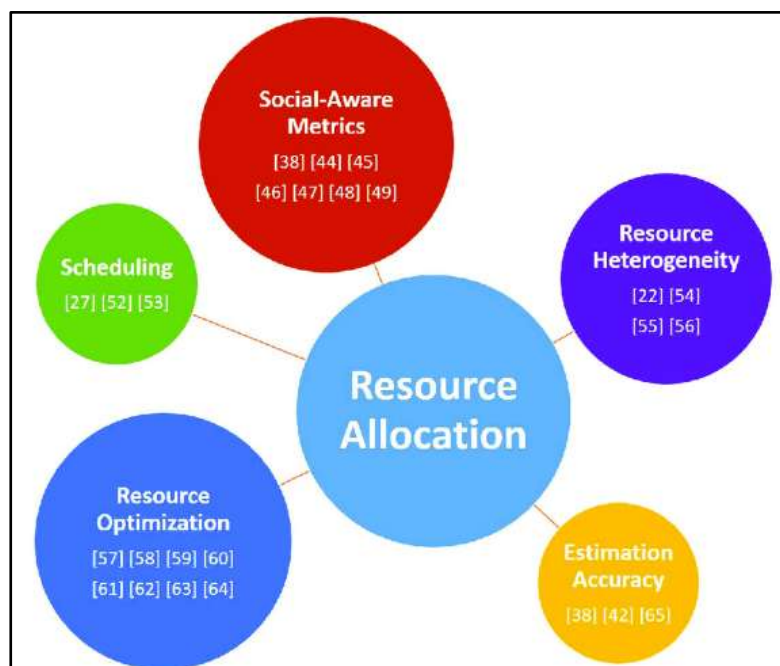 Social-Aware
Metrics
[38] [44] [45]
[46] [47] [48] [49]
Scheduling
[27] [52] [53]
Resource
Heterogeneity
[22] [54]
[55] [56]
Resource
Allocation
Resource
Optimization
[57] [58] [59] [60]
[61] [62] [63] [64]
Estimation
Accuracy
[38] [42] [65]